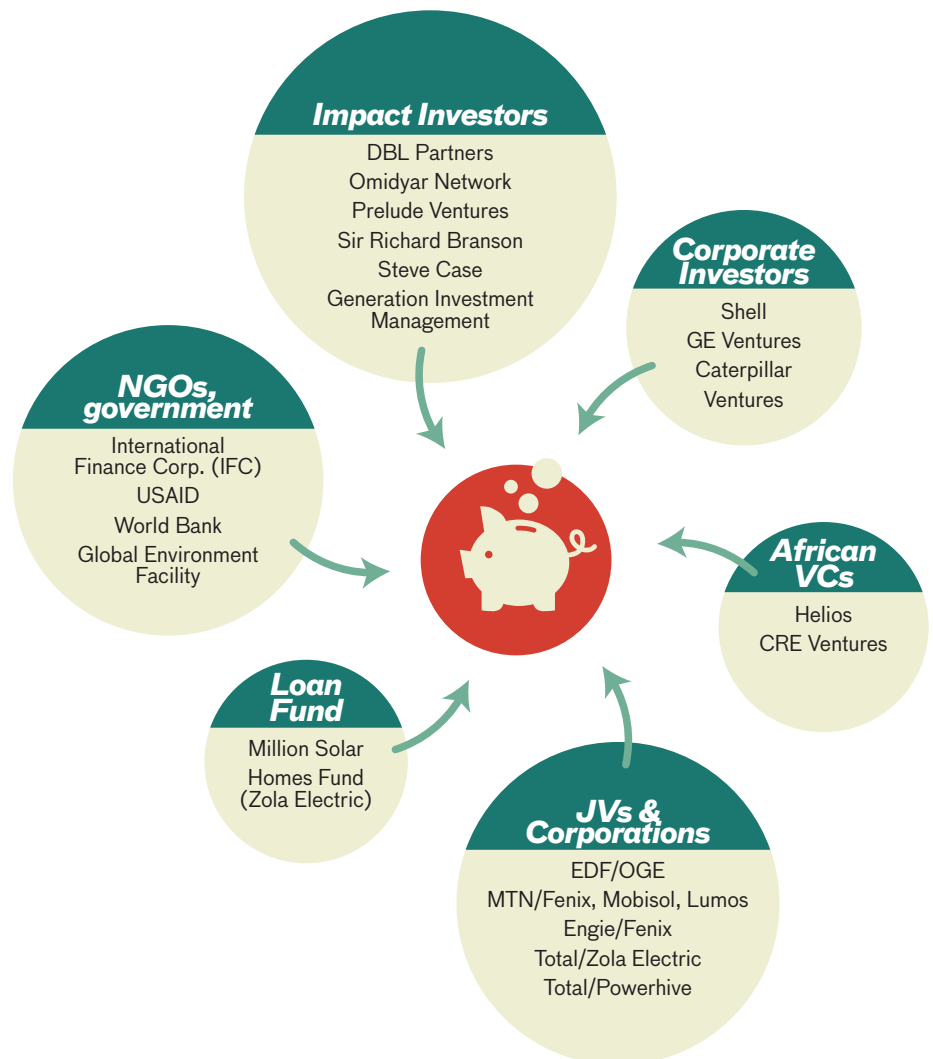 Impact Investors
DBL Partners
Omidyar Network
Prelude Ventures
Sir Richard Branson
Steve Case
Generation Investment
Management
Corporate
Investors
Shell
GE Ventures
Caterpillar
Ventures
NGOs,
government
International
Finance Corp. (IFC)
USAID
World Bank
Global Environment
Facility
African
VCs
Helios
CRE Ventures
Loan
Fund
Million Solar
Homes Fund
(Zola Electric)
JVs &
Corporations
EDF/OGE
MTN/Fenix, Mobisol, Lumos
Engie/Fenix
Total/Zola Electric
Total/Powerhive